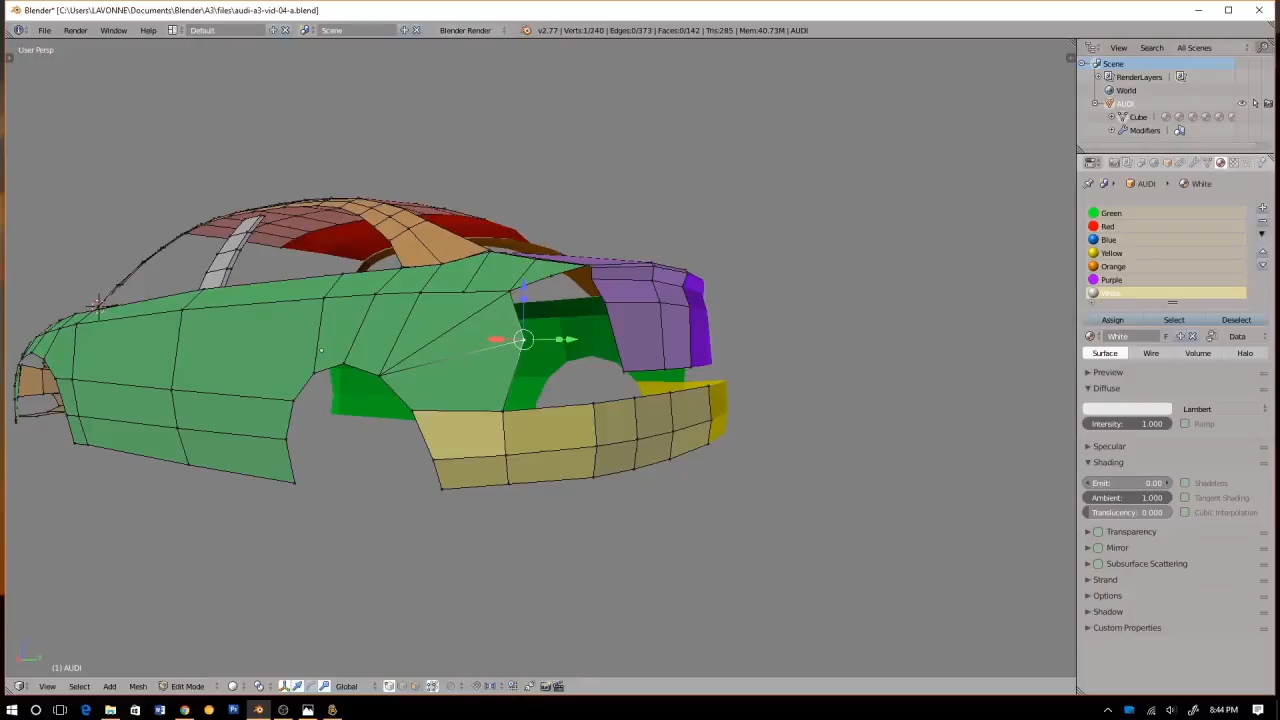 Blender* [C:\Users\LAVONNE\Documents\Blender\A3\files\audi-a3-vid-04-a.blend]
File Render Window Help Default Scene Blender Render v2.77 | Verts:1/240 | Edges:0/373 | Faces:0/142 | Tris:285 | Mem:40.73M | AUDI
User Persp
View Search All Scenes
Scene
RenderLayers
World
AUDI
Cube
Modifiers
AUDI White
Green
Red
Blue
Yellow
Orange
Purple
White
Assign Select Deselect
White F Data
Surface Wire Volume Halo
Preview
Diffuse
Lambert
Intensity: 1.000 Ramp
Specular
Shading
Emit: 0.00 Shadeless
Ambient: 1.000 Tangent Shading
Translucency: 0.000 Cubic Interpolation
Transparency
Mirror
Subsurface Scattering
Strand
Options
Shadow
Custom Properties
(1) AUDI
View Select Add Mesh Edit Mode Global
8:44 PM